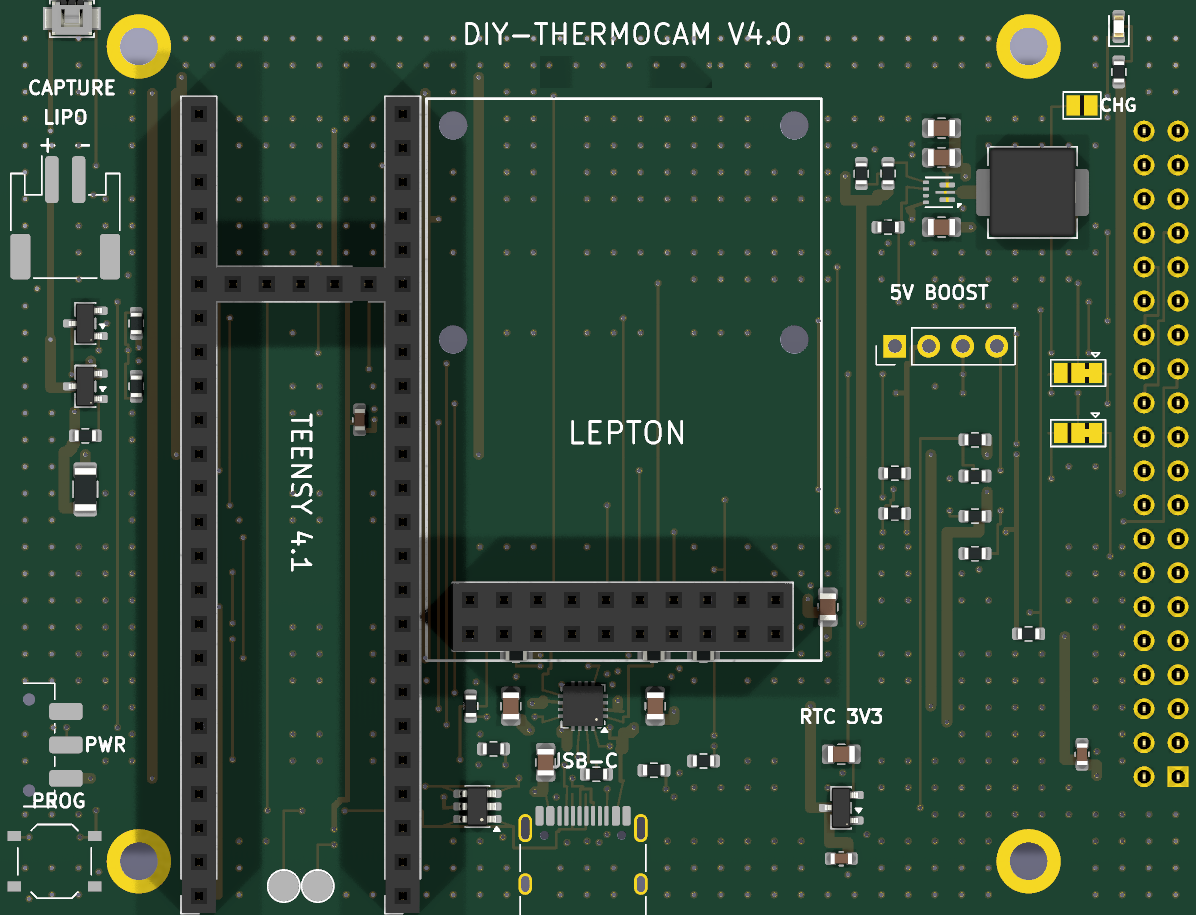 DIY-THERMOCAM V4.0
CAPTURE
LIPO
+ -
CHG
5V BOOST
LEPTON
TEENSY 4.1
RTC 3V3
PWR
USB-C
PROG